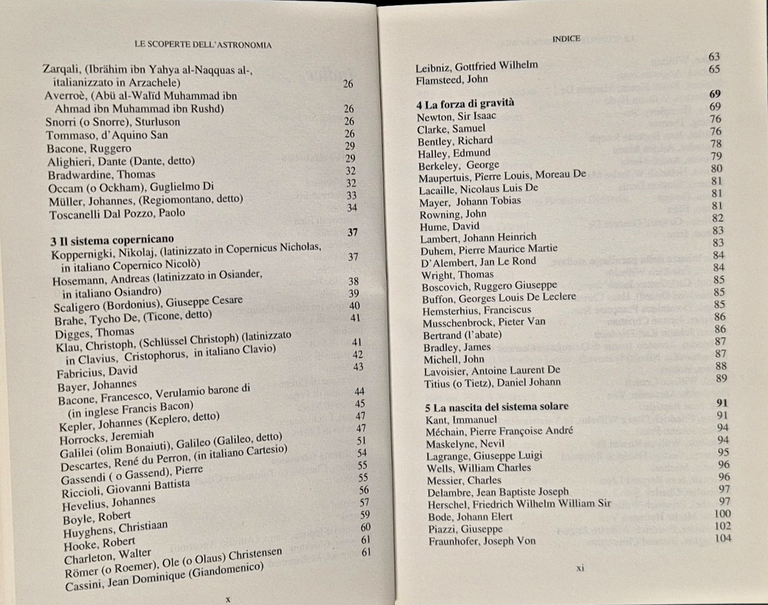 LE SCOPERTE DELL'ASTRONOMIA
Zarqali, (Ibrāhim ibn Yahya al-Naqquas al-,
italianizzato in Arzachele) 26
Averroè, (Abū al-Walīd Muhammad ibn
Ahmad ibn Muhammad ibn Rushd) 26
Snorri (o Snorre), Sturluson 26
Tommaso, d'Aquino San 26
Bacone, Ruggero 29
Alighieri, Dante (Dante, detto) 29
Bradwardine, Thomas 32
Occam (o Ockham), Guglielmo Di 32
Müller, Johannes, (Regiomontano, detto) 33
Toscanelli Dal Pozzo, Paolo 34
3 Il sistema copernicano 37
Koppernigki, Nikolaj, (latinizzato in Copernicus Nicholas,
in italiano Copernico Nicolò) 37
Hosemann, Andreas (latinizzato in Osiander,
in italiano Osiandro) 38
Scaligero (Bordonius), Giuseppe Cesare 39
Brahe, Tycho De, (Ticone, detto) 40
Digges, Thomas 41
Klau, Christoph, (Schlüssel Christoph) (latinizzato
in Clavius, Cristophorus, in italiano Clavio) 41
Fabricius, David 42
Bayer, Johannes 43
Bacone, Francesco, Verulamio barone di
(in inglese Francis Bacon) 44
Kepler, Johannes (Keplero, detto) 45
Horrocks, Jeremiah 47
Galilei (olim Bonaiuti), Galileo (Galileo, detto) 47
Descartes, René du Perron, (in italiano Cartesio) 51
Gassendi ( o Gassend), Pierre 54
Riccioli, Giovanni Battista 55
Hevelius, Johannes 55
Boyle, Robert 56
Huyghens, Christiaan 57
Hooke, Robert 59
Charleton, Walter 60
Römer (o Roemer), Ole (o Olaus) Christensen 61
Cassini, Jean Dominique (Giandomenico) 61
x
INDICE
Leibniz, Gottfried Wilhelm 63
Flamsteed, John 65
4 La forza di gravità 69
Newton, Sir Isaac 69
Clarke, Samuel 76
Bentley, Richard 76
Halley, Edmund 78
Berkeley, George 79
Maupertuis, Pierre Louis, Moreau De 80
Lacaille, Nicolaus Luis De 81
Mayer, Johann Tobias 81
Rowning, John 81
Hume, David 82
Lambert, Johann Heinrich 83
Duhem, Pierre Maurice Martie 83
D'Alembert, Jan Le Rond 84
Wright, Thomas 84
Boscovich, Ruggero Giuseppe 85
Buffon, Georges Louis De Leclere 85
Hemsterhius, Franciscus 85
Musschenbrock, Pieter Van 86
Bertrand (l'abate) 86
Bradley, James 87
Michell, John 87
Lavoisier, Antoine Laurent De 88
Titius (o Tietz), Daniel Johann 89
5 La nascita del sistema solare 91
Kant, Immanuel 91
Méchain, Pierre Françoise André 94
Maskelyne, Nevil 94
Lagrange, Giuseppe Luigi 95
Wells, William Charles 96
Messier, Charles 96
Delambre, Jean Baptiste Joseph 97
Herschel, Friedrich Wilhelm William Sir 97
Bode, Johann Elert 100
Piazzi, Giuseppe 102
Fraunhofer, Joseph Von 104
xi